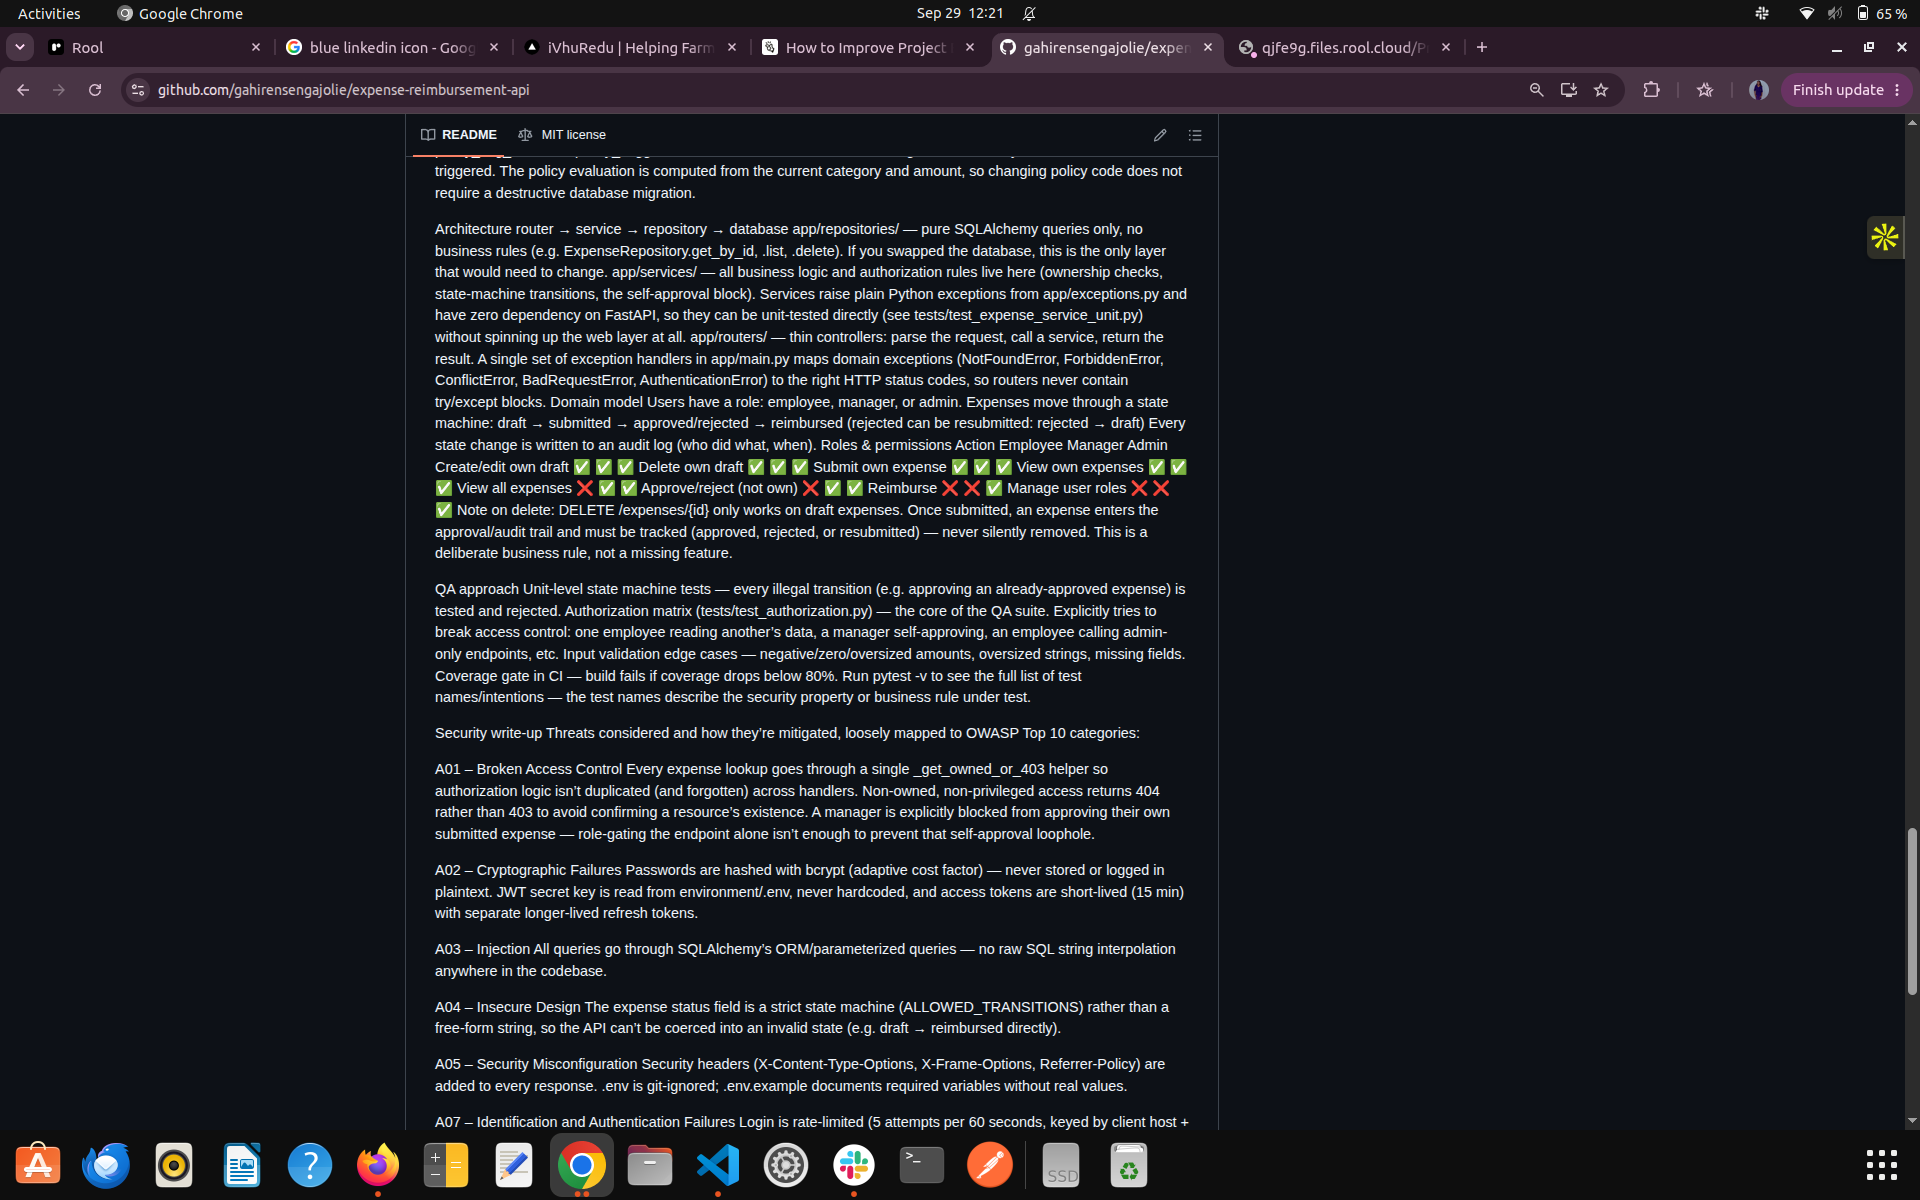 Activities
Google Chrome
Sep 29 12:21
65 %
Rool
blue linkedin icon - Goog
iVhuRedu | Helping Farm
How to Improve Project
gahirensengajolie/expen
qjfe9g.files.rool.cloud/P
github.com/gahirensengajolie/expense-reimbursement-api
Finish update
README
MIT license
triggered. The policy evaluation is computed from the current category and amount, so changing policy code does not
require a destructive database migration.
Architecture router → service → repository → database app/repositories/ — pure SQLAlchemy queries only, no
business rules (e.g. ExpenseRepository.get_by_id, .list, .delete). If you swapped the database, this is the only layer
that would need to change. app/services/ — all business logic and authorization rules live here (ownership checks,
state-machine transitions, the self-approval block). Services raise plain Python exceptions from app/exceptions.py and
have zero dependency on FastAPI, so they can be unit-tested directly (see tests/test_expense_service_unit.py)
without spinning up the web layer at all. app/routers/ — thin controllers: parse the request, call a service, return the
result. A single set of exception handlers in app/main.py maps domain exceptions (NotFoundError, ForbiddenError,
ConflictError, BadRequestError, AuthenticationError) to the right HTTP status codes, so routers never contain
try/except blocks. Domain model Users have a role: employee, manager, or admin. Expenses move through a state
machine: draft → submitted → approved/rejected → reimbursed (rejected can be resubmitted: rejected → draft) Every
state change is written to an audit log (who did what, when). Roles & permissions Action Employee Manager Admin
Create/edit own draft ✅ ✅ ✅ Delete own draft ✅ ✅ ✅ Submit own expense ✅ ✅ ✅ View own expenses ✅ ✅
✅ View all expenses ❌ ✅ ✅ Approve/reject (not own) ❌ ✅ ✅ Reimburse ❌ ❌ ✅ Manage user roles ❌ ❌
✅ Note on delete: DELETE /expenses/{id} only works on draft expenses. Once submitted, an expense enters the
approval/audit trail and must be tracked (approved, rejected, or resubmitted) — never silently removed. This is a
deliberate business rule, not a missing feature.
QA approach Unit-level state machine tests — every illegal transition (e.g. approving an already-approved expense) is
tested and rejected. Authorization matrix (tests/test_authorization.py) — the core of the QA suite. Explicitly tries to
break access control: one employee reading another’s data, a manager self-approving, an employee calling admin-
only endpoints, etc. Input validation edge cases — negative/zero/oversized amounts, oversized strings, missing fields.
Coverage gate in CI — build fails if coverage drops below 80%. Run pytest -v to see the full list of test
names/intentions — the test names describe the security property or business rule under test.
Security write-up Threats considered and how they’re mitigated, loosely mapped to OWASP Top 10 categories:
A01 – Broken Access Control Every expense lookup goes through a single _get_owned_or_403 helper so
authorization logic isn’t duplicated (and forgotten) across handlers. Non-owned, non-privileged access returns 404
rather than 403 to avoid confirming a resource’s existence. A manager is explicitly blocked from approving their own
submitted expense — role-gating the endpoint alone isn’t enough to prevent that self-approval loophole.
A02 – Cryptographic Failures Passwords are hashed with bcrypt (adaptive cost factor) — never stored or logged in
plaintext. JWT secret key is read from environment/.env, never hardcoded, and access tokens are short-lived (15 min)
with separate longer-lived refresh tokens.
A03 – Injection All queries go through SQLAlchemy’s ORM/parameterized queries — no raw SQL string interpolation
anywhere in the codebase.
A04 – Insecure Design The expense status field is a strict state machine (ALLOWED_TRANSITIONS) rather than a
free-form string, so the API can’t be coerced into an invalid state (e.g. draft → reimbursed directly).
A05 – Security Misconfiguration Security headers (X-Content-Type-Options, X-Frame-Options, Referrer-Policy) are
added to every response. .env is git-ignored; .env.example documents required variables without real values.
A07 – Identification and Authentication Failures Login is rate-limited (5 attempts per 60 seconds, keyed by client host +
SSD